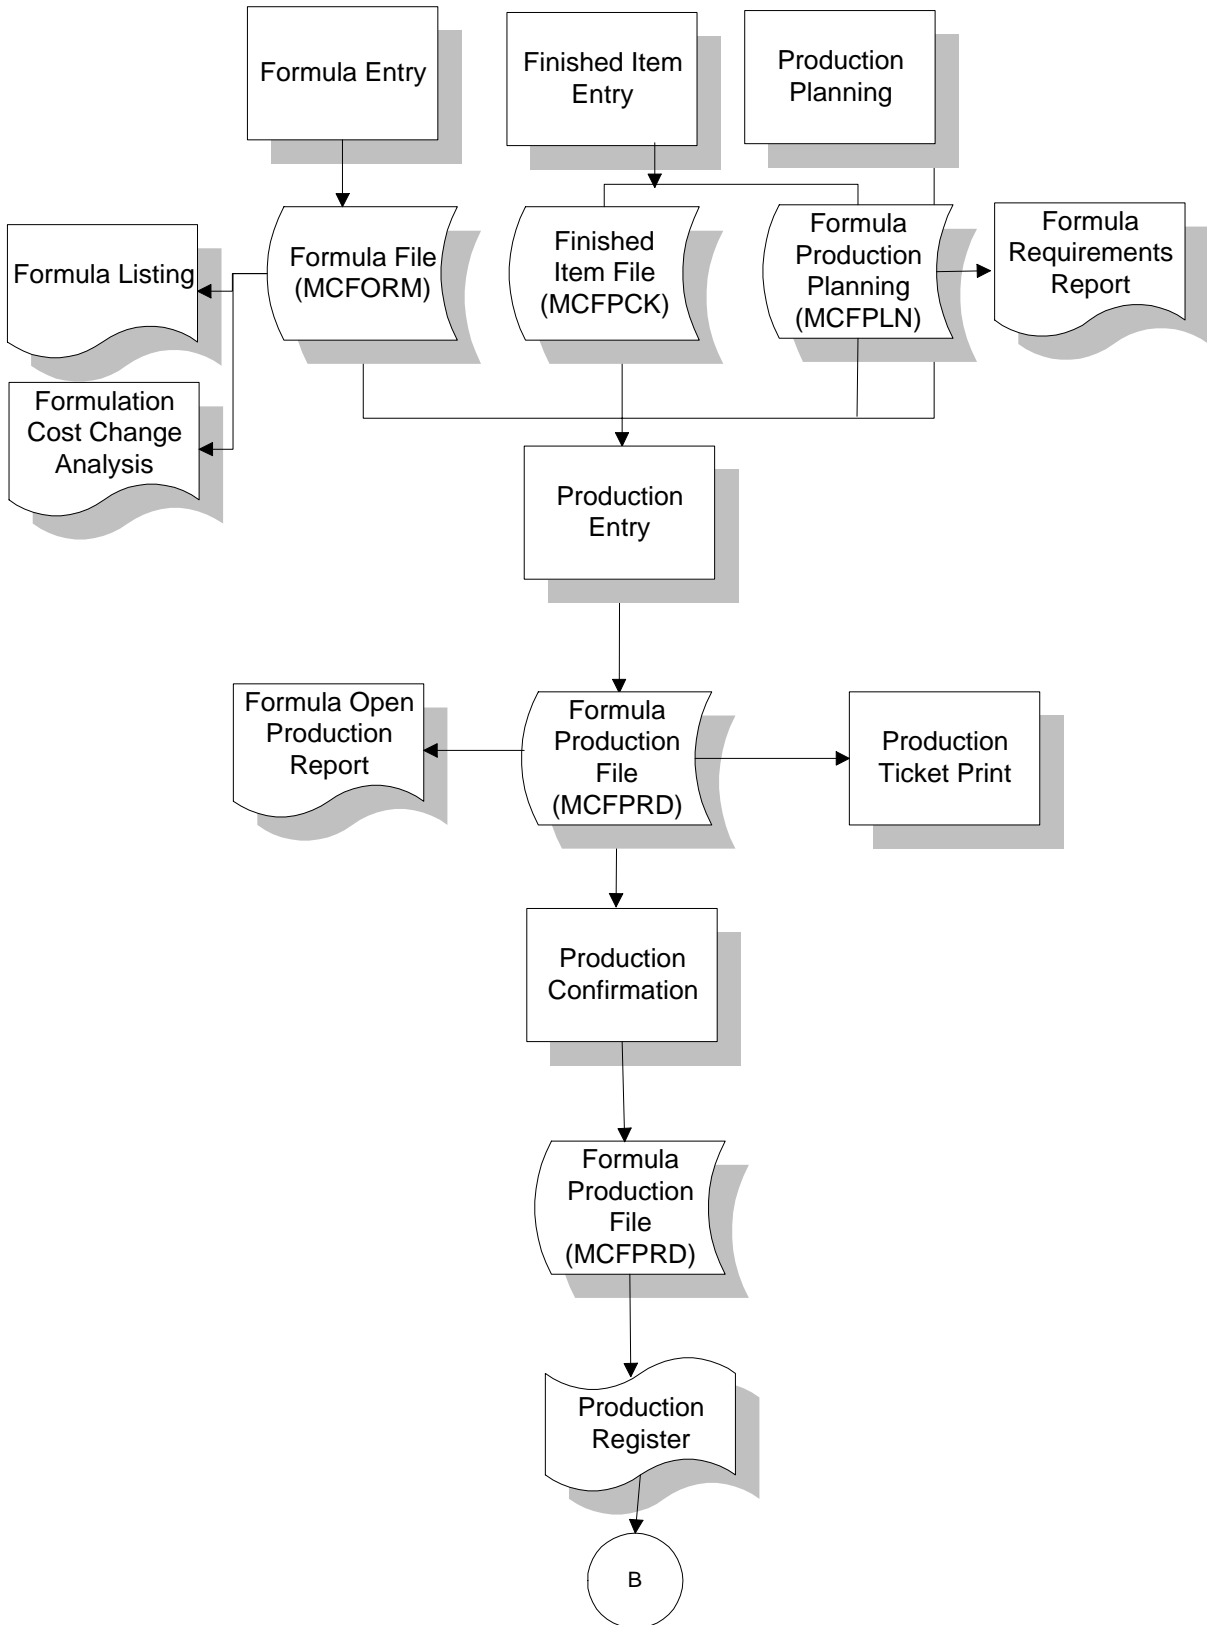 Formula Entry
Finished Item
Entry
Production
Planning
Formula Listing
Formula File
(MCFORM)
Finished
Item File
(MCFPCK)
Formula
Production
Planning
(MCFPLN)
Formula
Requirements
Report
Formulation
Cost Change
Analysis
Production
Entry
Formula Open
Production
Report
Formula
Production
File
(MCFPRD)
Production
Ticket Print
Production
Confirmation
Formula
Production
File
(MCFPRD)
Production
Register
B